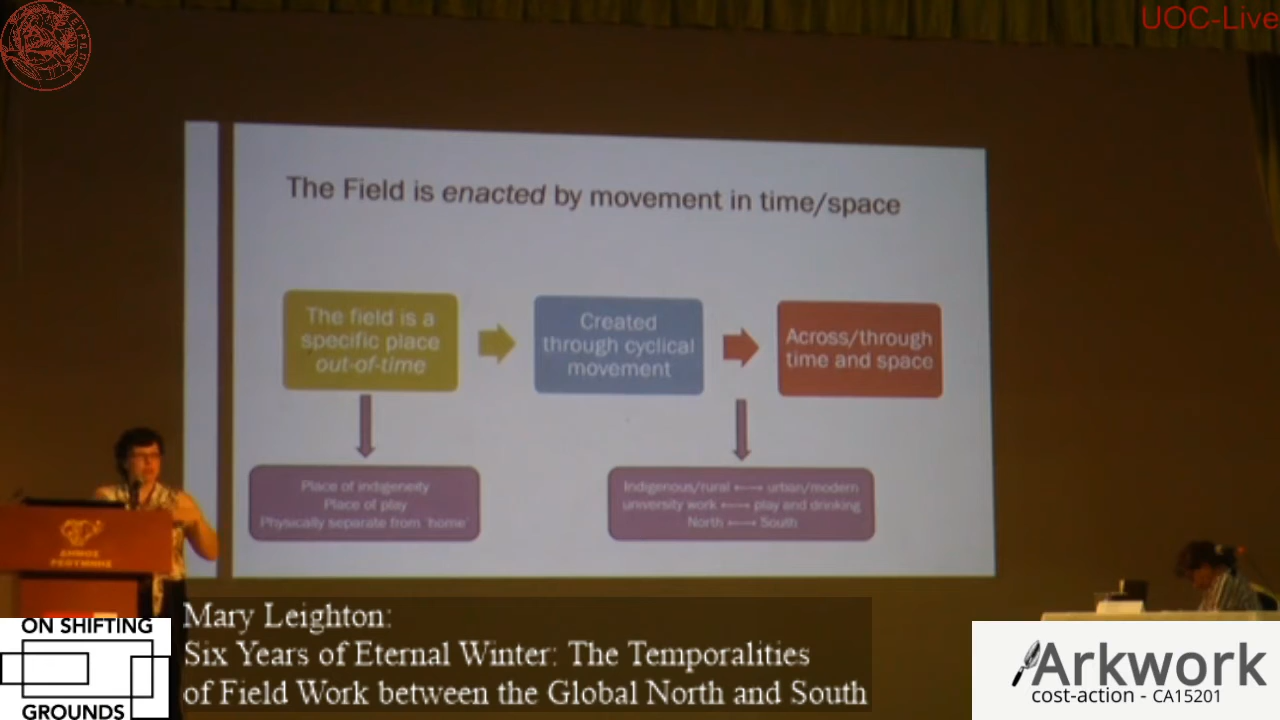 UOC-Live
The Field is enacted by movement in time/space
The field is a
specific place
out-of-time
Created
through cyclical
movement
Across/through
time and space
Place of indigeneity
Place of play
Physically separate from 'home'
Indigenous/rural ⟷ urban/modern
university work ⟷ play and drinking
North ⟷ South
ΔΗΜΟΣ
ΡΕΘΥΜΝΗΣ
ON SHIFTING
GROUNDS
Mary Leighton:
Six Years of Eternal Winter: The Temporalities
of Field Work between the Global North and South
Arkwork
cost-action - CA15201